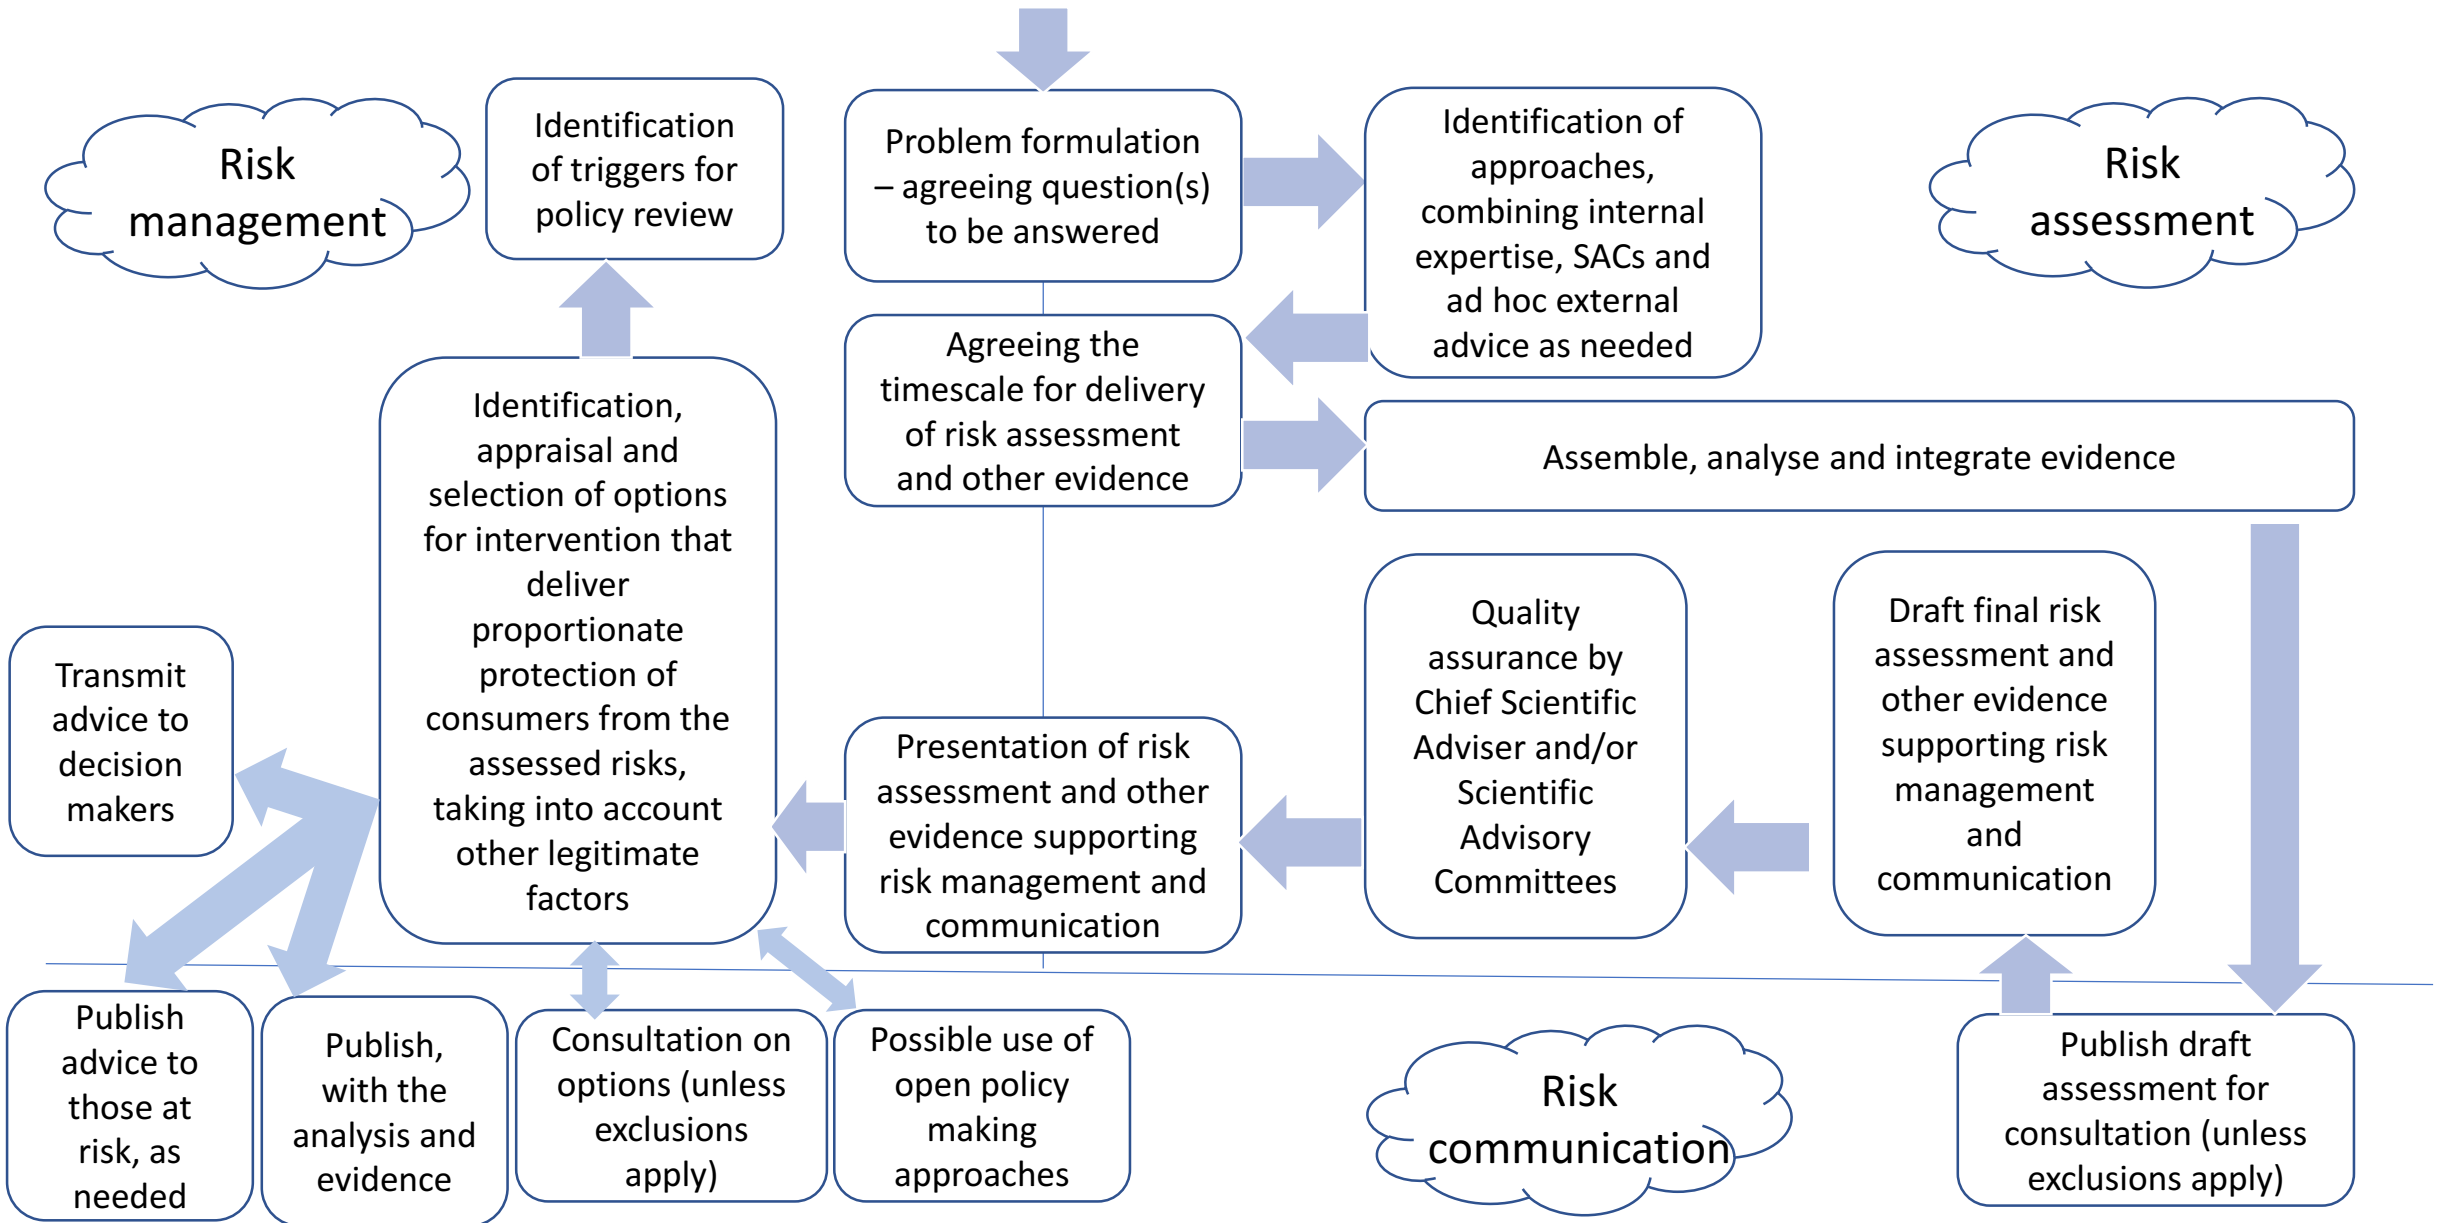 Risk
management
Identification
of triggers for
policy review
Problem formulation
– agreeing question(s)
to be answered
Identification of
approaches,
combining internal
expertise, SACs and
ad hoc external
advice as needed
Risk
assessment
Agreeing the
timescale for delivery
of risk assessment
and other evidence
Assemble, analyse and integrate evidence
Identification,
appraisal and
selection of options
for intervention that
deliver
proportionate
protection of
consumers from the
assessed risks,
taking into account
other legitimate
factors
Transmit
advice to
decision
makers
Presentation of risk
assessment and other
evidence supporting
risk management and
communication
Quality
assurance by
Chief Scientific
Adviser and/or
Scientific
Advisory
Committees
Draft final risk
assessment and
other evidence
supporting risk
management
and
communication
Publish
advice to
those at
risk, as
needed
Publish,
with the
analysis and
evidence
Consultation on
options (unless
exclusions
apply)
Possible use of
open policy
making
approaches
Risk
communication
Publish draft
assessment for
consultation (unless
exclusions apply)